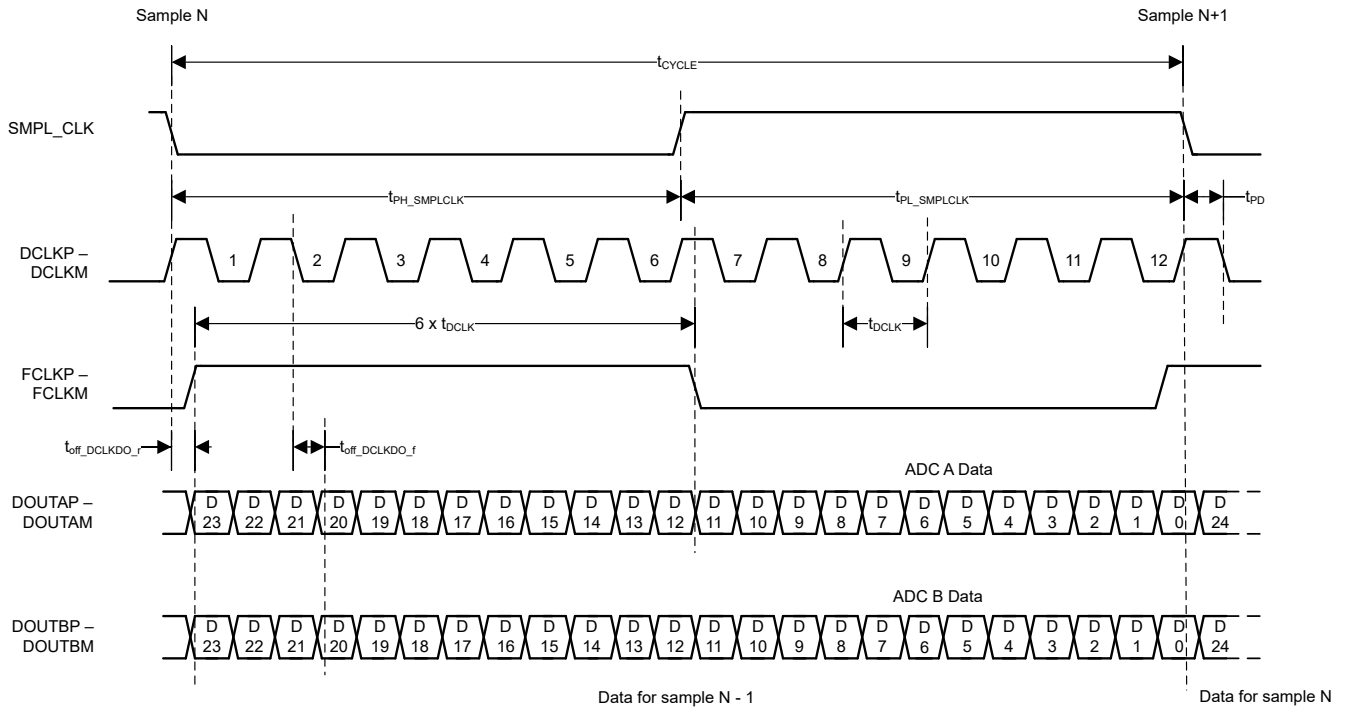 Sample N
Sample N+1
tCYCLE
SMPL_CLK
tPH_SMPLCLK
tPL_SMPLCLK
tPD
DCLKP –
DCLKM
1 2 3 4 5 6 7 8 9 10 11 12
6 x tDCLK
tDCLK
FCLKP –
FCLKM
toff_DCLKDO_r
toff_DCLKDO_f
ADC A Data
DOUTAP –
DOUTAM
D D D D D D D D D D D D D D D D D D D D D D D D D
23 22 21 20 19 18 17 16 15 14 13 12 11 10 9 8 7 6 5 4 3 2 1 0 24
ADC B Data
DOUTBP –
DOUTBM
D D D D D D D D D D D D D D D D D D D D D D D D D
23 22 21 20 19 18 17 16 15 14 13 12 11 10 9 8 7 6 5 4 3 2 1 0 24
Data for sample N - 1
Data for sample N